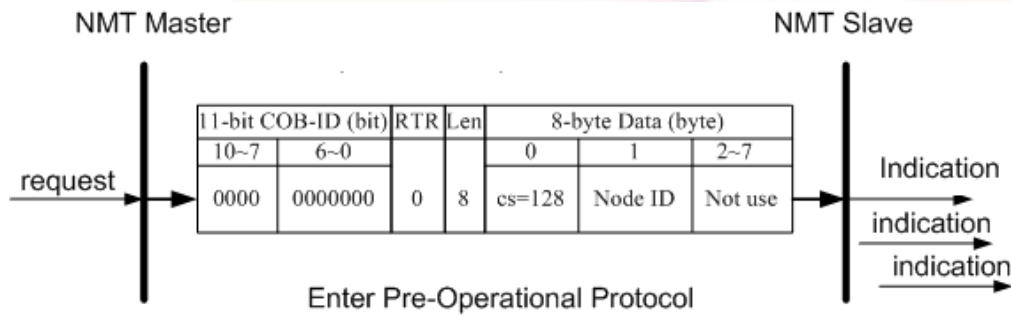 NMT Master
NMT Slave
11-bit COB-ID (bit) RTR Len 8-byte Data (byte)
10~7 6~0 0 1 2~7
request 0000 0000000 0 8 cs=128 Node ID Not use Indication
indication
indication
Enter Pre-Operational Protocol